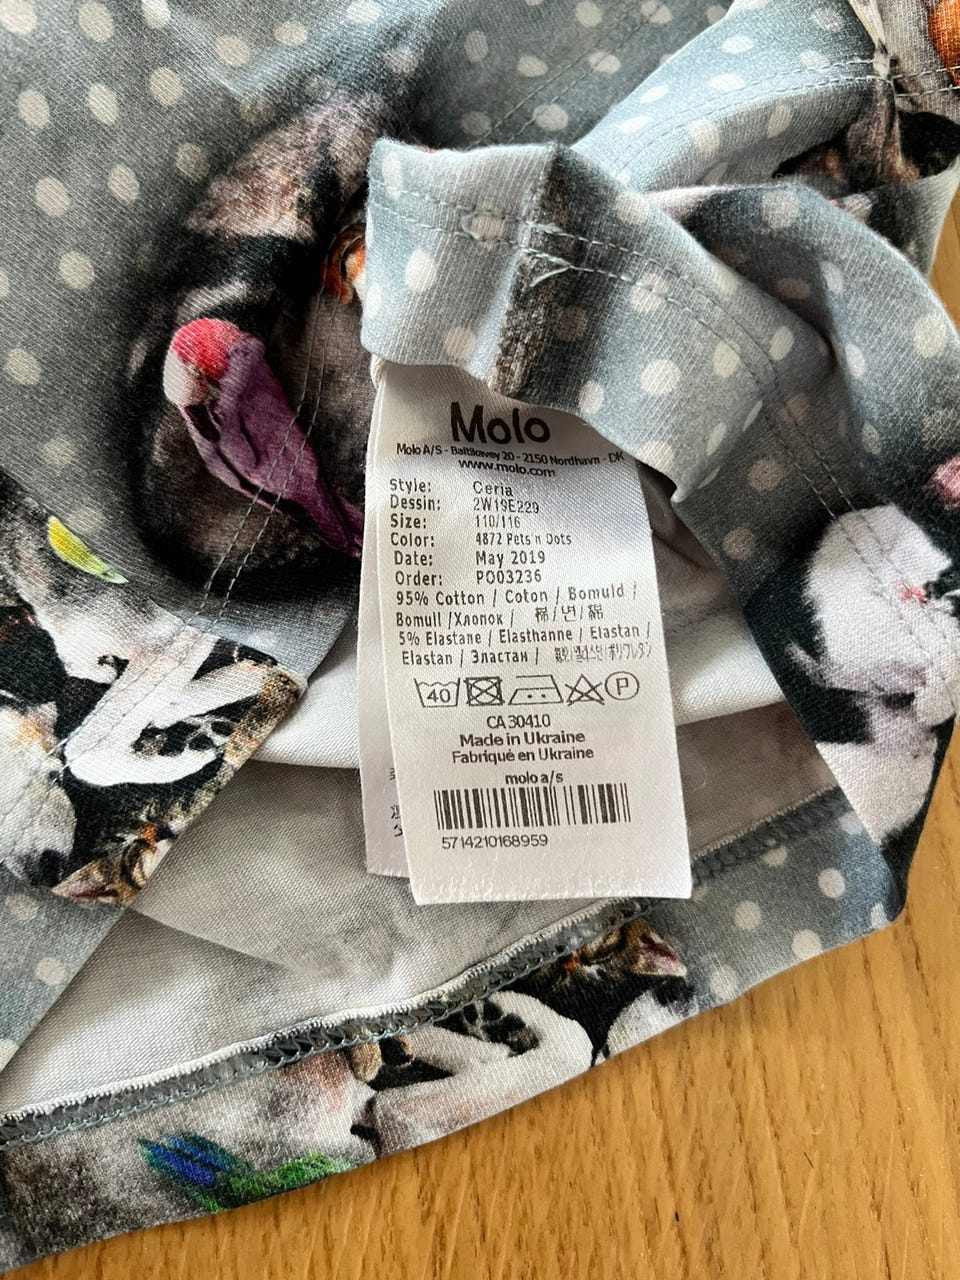 Molo
Molo A/S - Baltikavej 20 - 2150 Nordhavn - DK
www.molo.com
Style: Ceria
Dessin: 2W19E229
Size: 110/116
Color: 4872 Pets'n Dots
Date: May 2019
Order: PO03236
95% Cotton / Coton / Bomuld /
Bomull /Хлопок / 棉/면/綿
5% Elastane / Elasthanne / Elastan /
Elastan / Эластан /
40 P
CA 30410
Made in Ukraine
Fabriqué en Ukraine
molo a/s
5714210168959